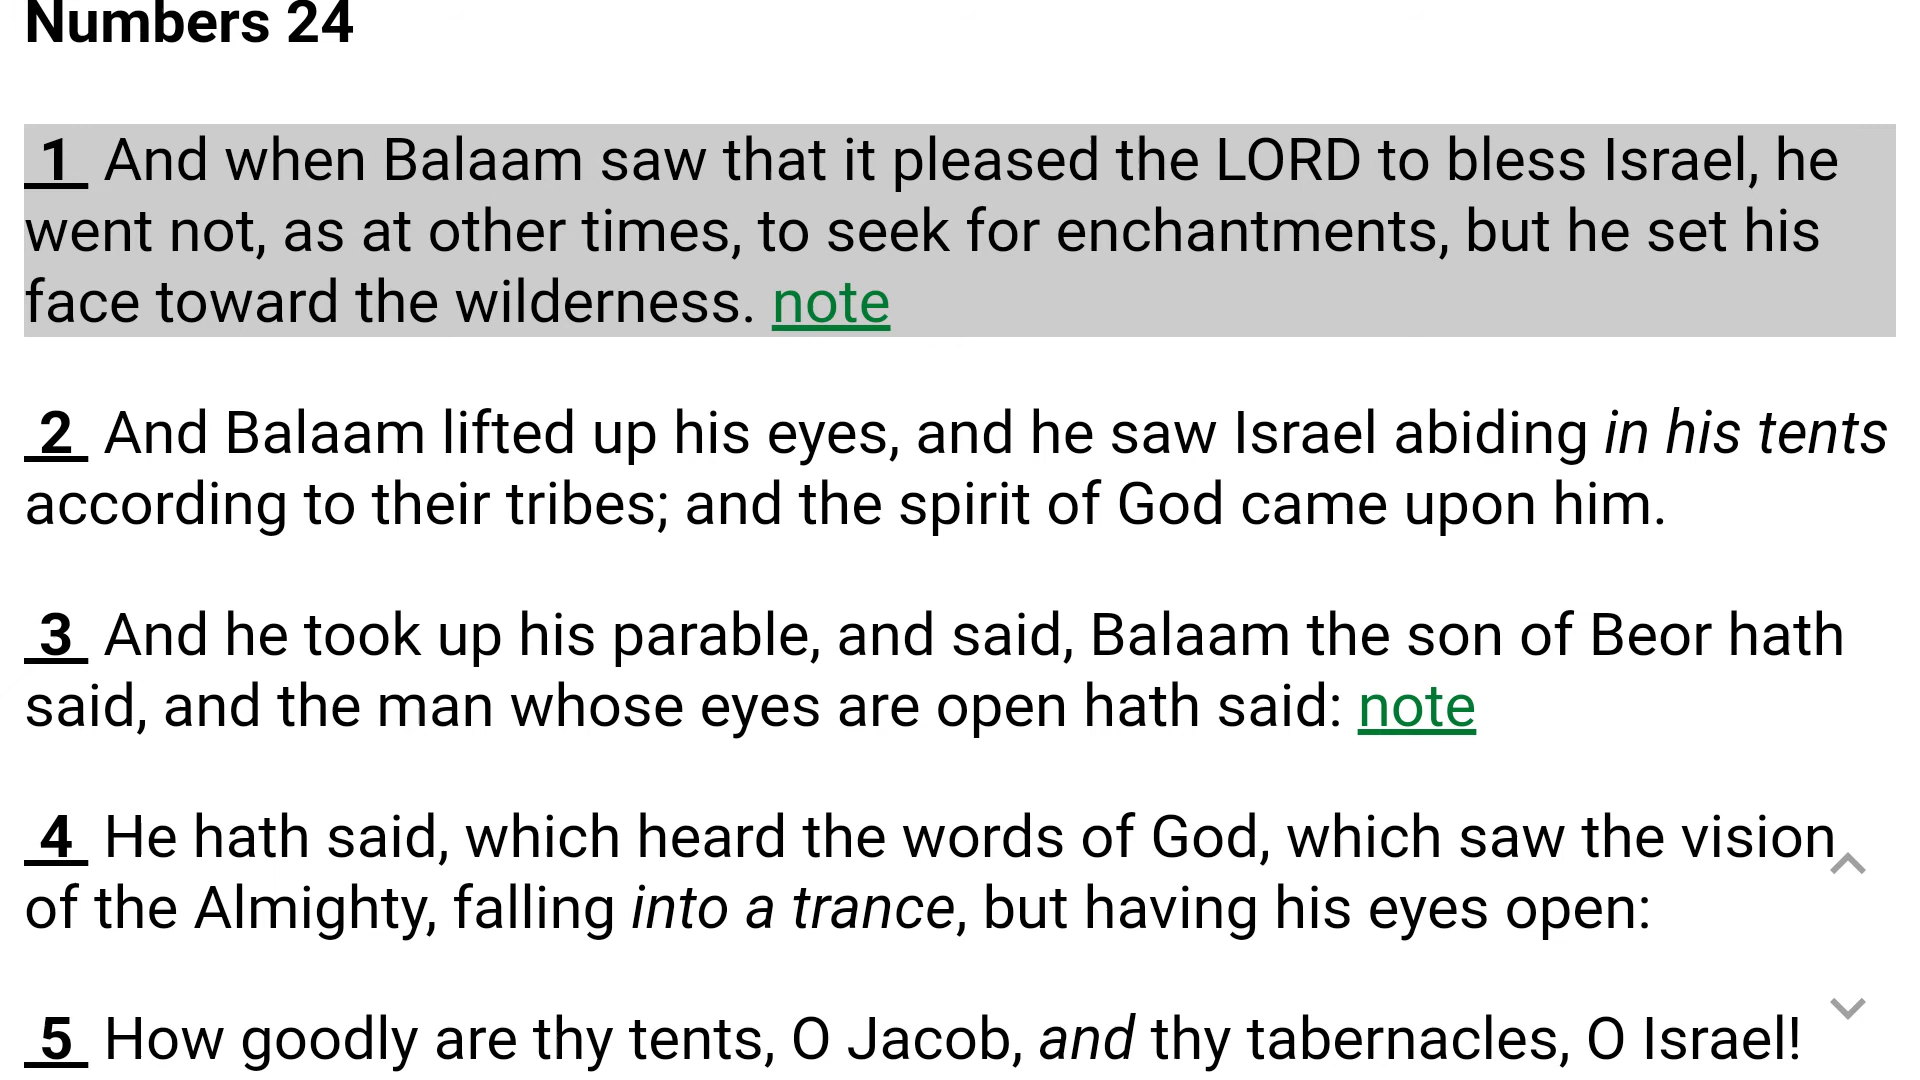 Numbers 24
1 And when Balaam saw that it pleased the LORD to bless Israel, he
went not, as at other times, to seek for enchantments, but he set his
face toward the wilderness. note
2 And Balaam lifted up his eyes, and he saw Israel abiding in his tents
according to their tribes; and the spirit of God came upon him.
3 And he took up his parable, and said, Balaam the son of Beor hath
said, and the man whose eyes are open hath said: note
4 He hath said, which heard the words of God, which saw the vision
of the Almighty, falling into a trance, but having his eyes open:
5 How goodly are thy tents, O Jacob, and thy tabernacles, O Israel!